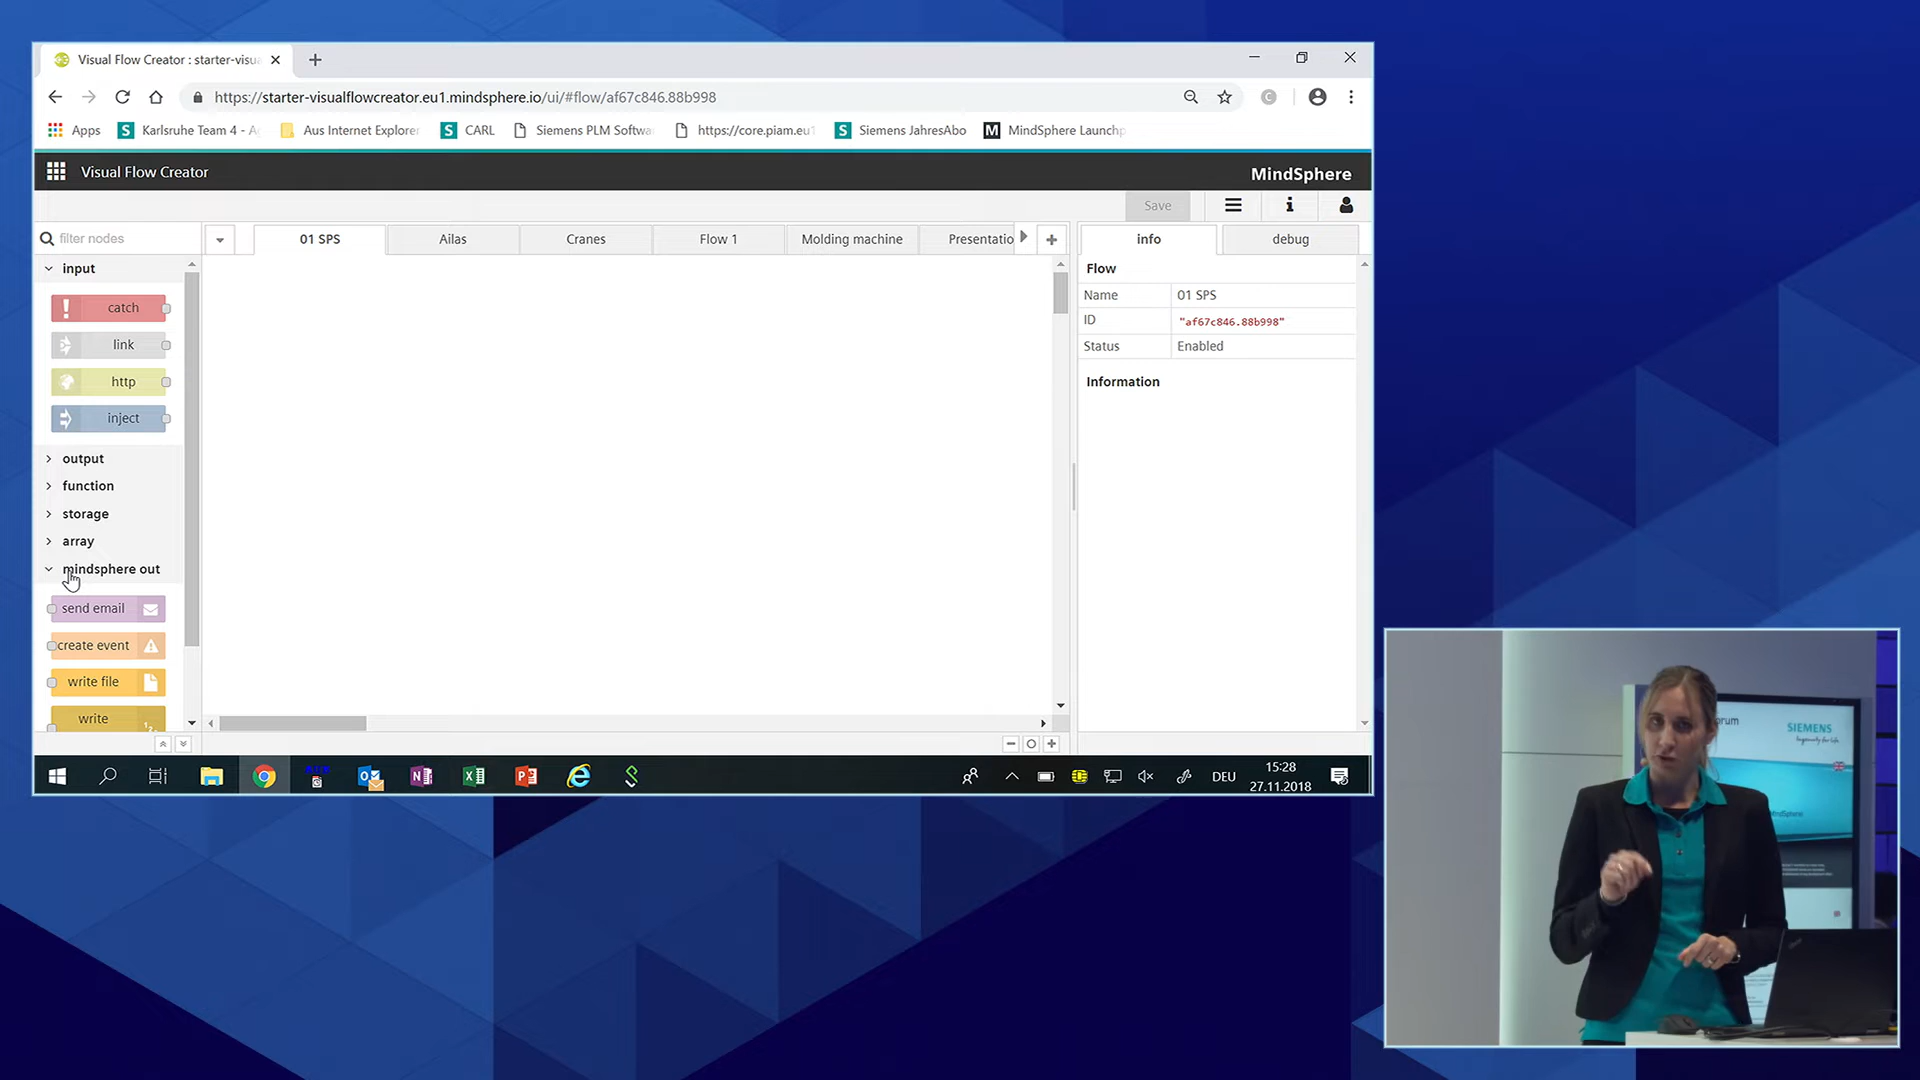 Visual Flow Creator : starter-visu
https://starter-visualflowcreator.eu1.mindsphere.io/ui/#flow/af67c846.88b998
Apps
Karlsruhe Team 4 - A
Aus Internet Explorer
CARL
Siemens PLM Softwa
https://core.piam.eu1
Siemens JahresAbo
MindSphere Launchp
Visual Flow Creator
MindSphere
Save
filter nodes
01 SPS
Ailas
Cranes
Flow 1
Molding machine
Presentatio
info
debug
input
catch
link
http
inject
output
function
storage
array
mindsphere out
send email
create event
write file
write
Flow
Name 01 SPS
ID "af67c846.88b998"
Status Enabled
Information
DEU
15:28
27.11.2018
orum
SIEMENS
Ingenuity for life